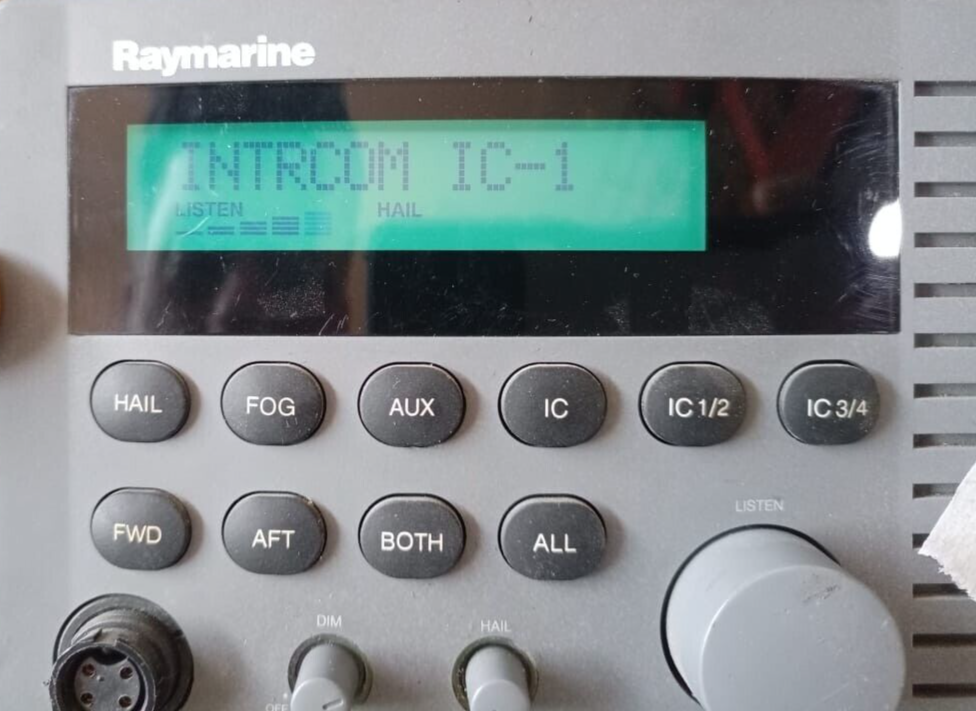 Raymarine
INTRCOM IC-1
LISTEN HAIL
HAIL FOG AUX IC IC 1/2 IC 3/4
FWD AFT BOTH ALL
LISTEN
DIM HAIL
OFF